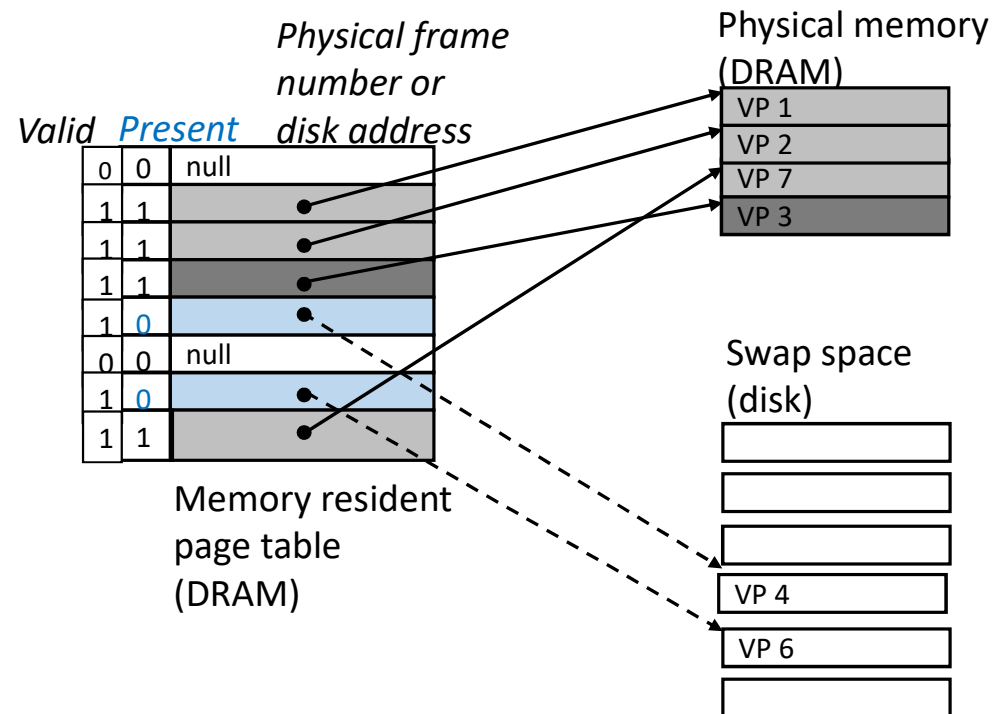 Physical frame
number or
disk address
Valid Present
0 0 null
1 1
1 1
1 1
1 0
0 0 null
1 0
1 1
Memory resident
page table
(DRAM)
Physical memory
(DRAM)
VP 1
VP 2
VP 7
VP 3
Swap space
(disk)
VP 4
VP 6